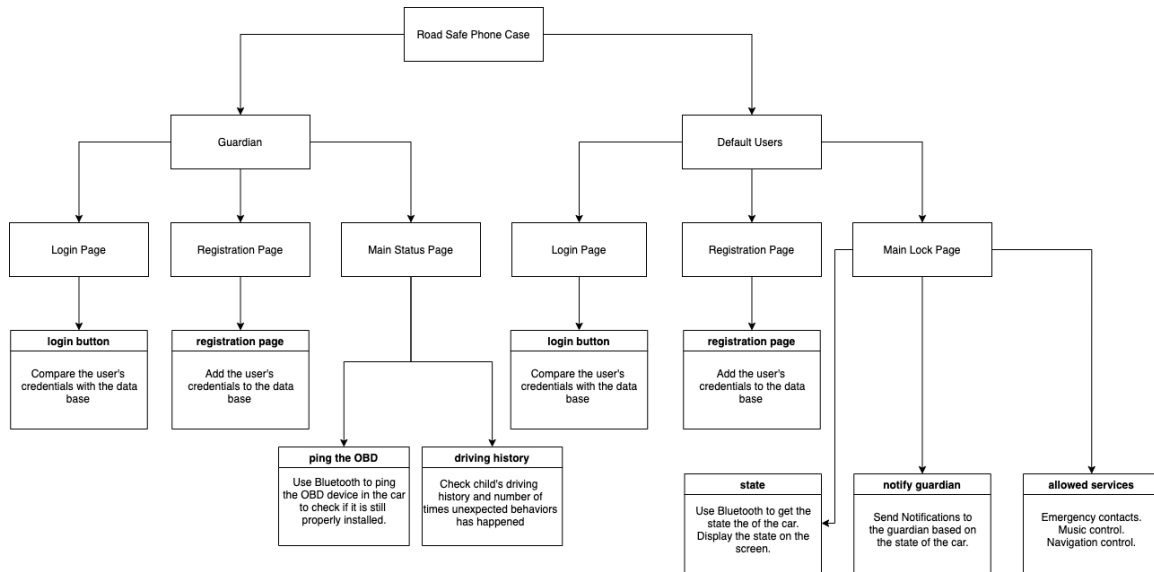 Road Safe Phone Case
Guardian
Default Users
Login Page
Registration Page
Main Status Page
Login Page
Registration Page
Main Lock Page
login button
Compare the user's
credentials with the data
base
registration page
Add the user's
credentials to the data
base
login button
Compare the user's
credentials with the data
base
registration page
Add the user's
credentials to the data
base
ping the OBD
Use Bluetooth to ping
the OBD device in the car
to check if it is still
properly installed.
driving history
Check child's driving
history and number of
times unexpected behaviors
has happened
state
Use Bluetooth to get the
state the of the car.
Display the state on the
screen.
notify guardian
Send Notifications to
the guardian based on
the state of the car.
allowed services
Emergency contacts.
Music control.
Navigation control.